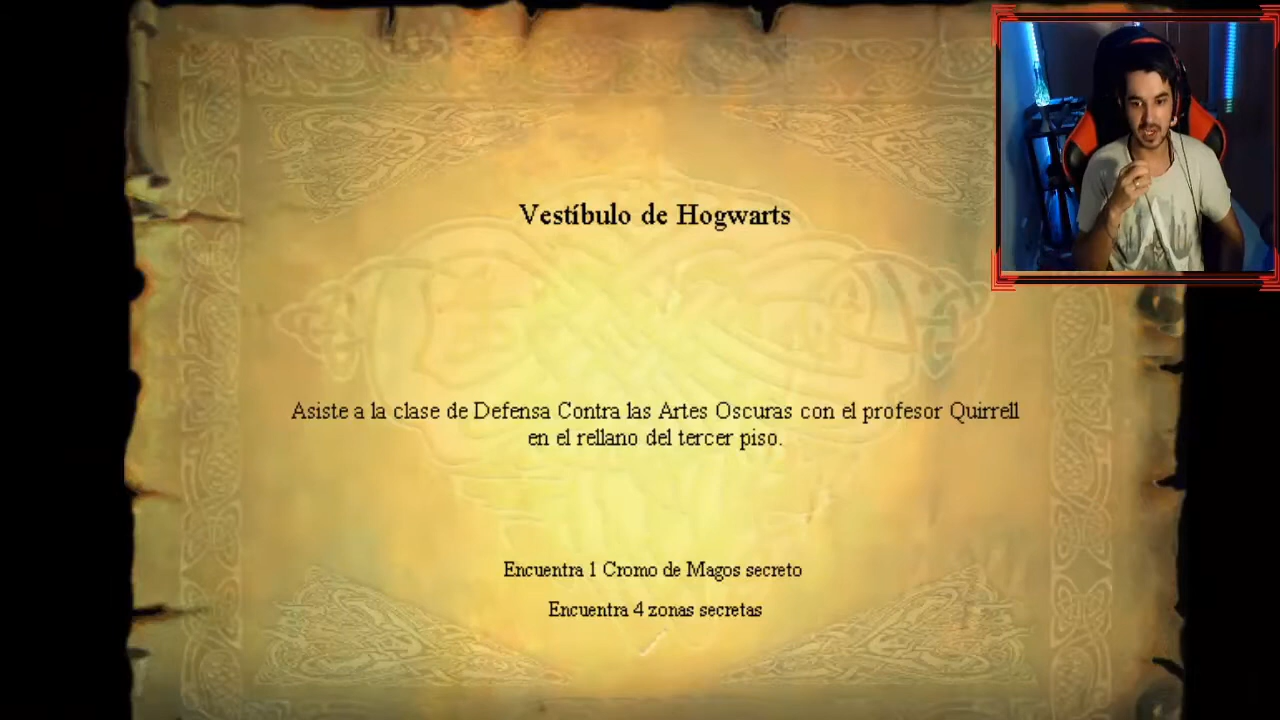 Vestíbulo de Hogwarts
Asiste a la clase de Defensa Contra las Artes Oscuras con el profesor Quirrell
en el rellano del tercer piso.
Encuentra 1 Cromo de Magos secreto
Encuentra 4 zonas secretas